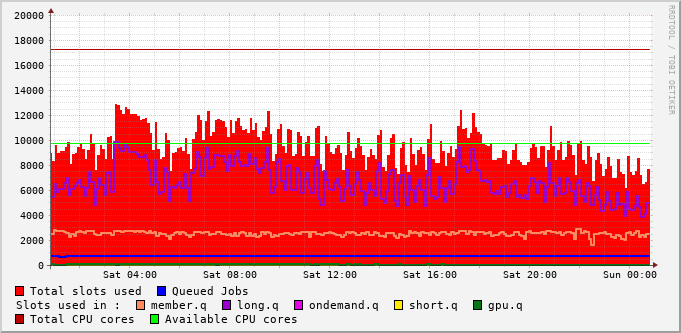 20000
18000
16000
14000
12000
10000
8000
6000
4000
2000
0
Sat 04:00 Sat 08:00 Sat 12:00 Sat 16:00 Sat 20:00 Sun 00:00
Total slots used Queued Jobs
Slots used in : member.q long.q ondemand.q short.q gpu.q
Total CPU cores Available CPU cores
RRDTOOL / TOBI OETIKER